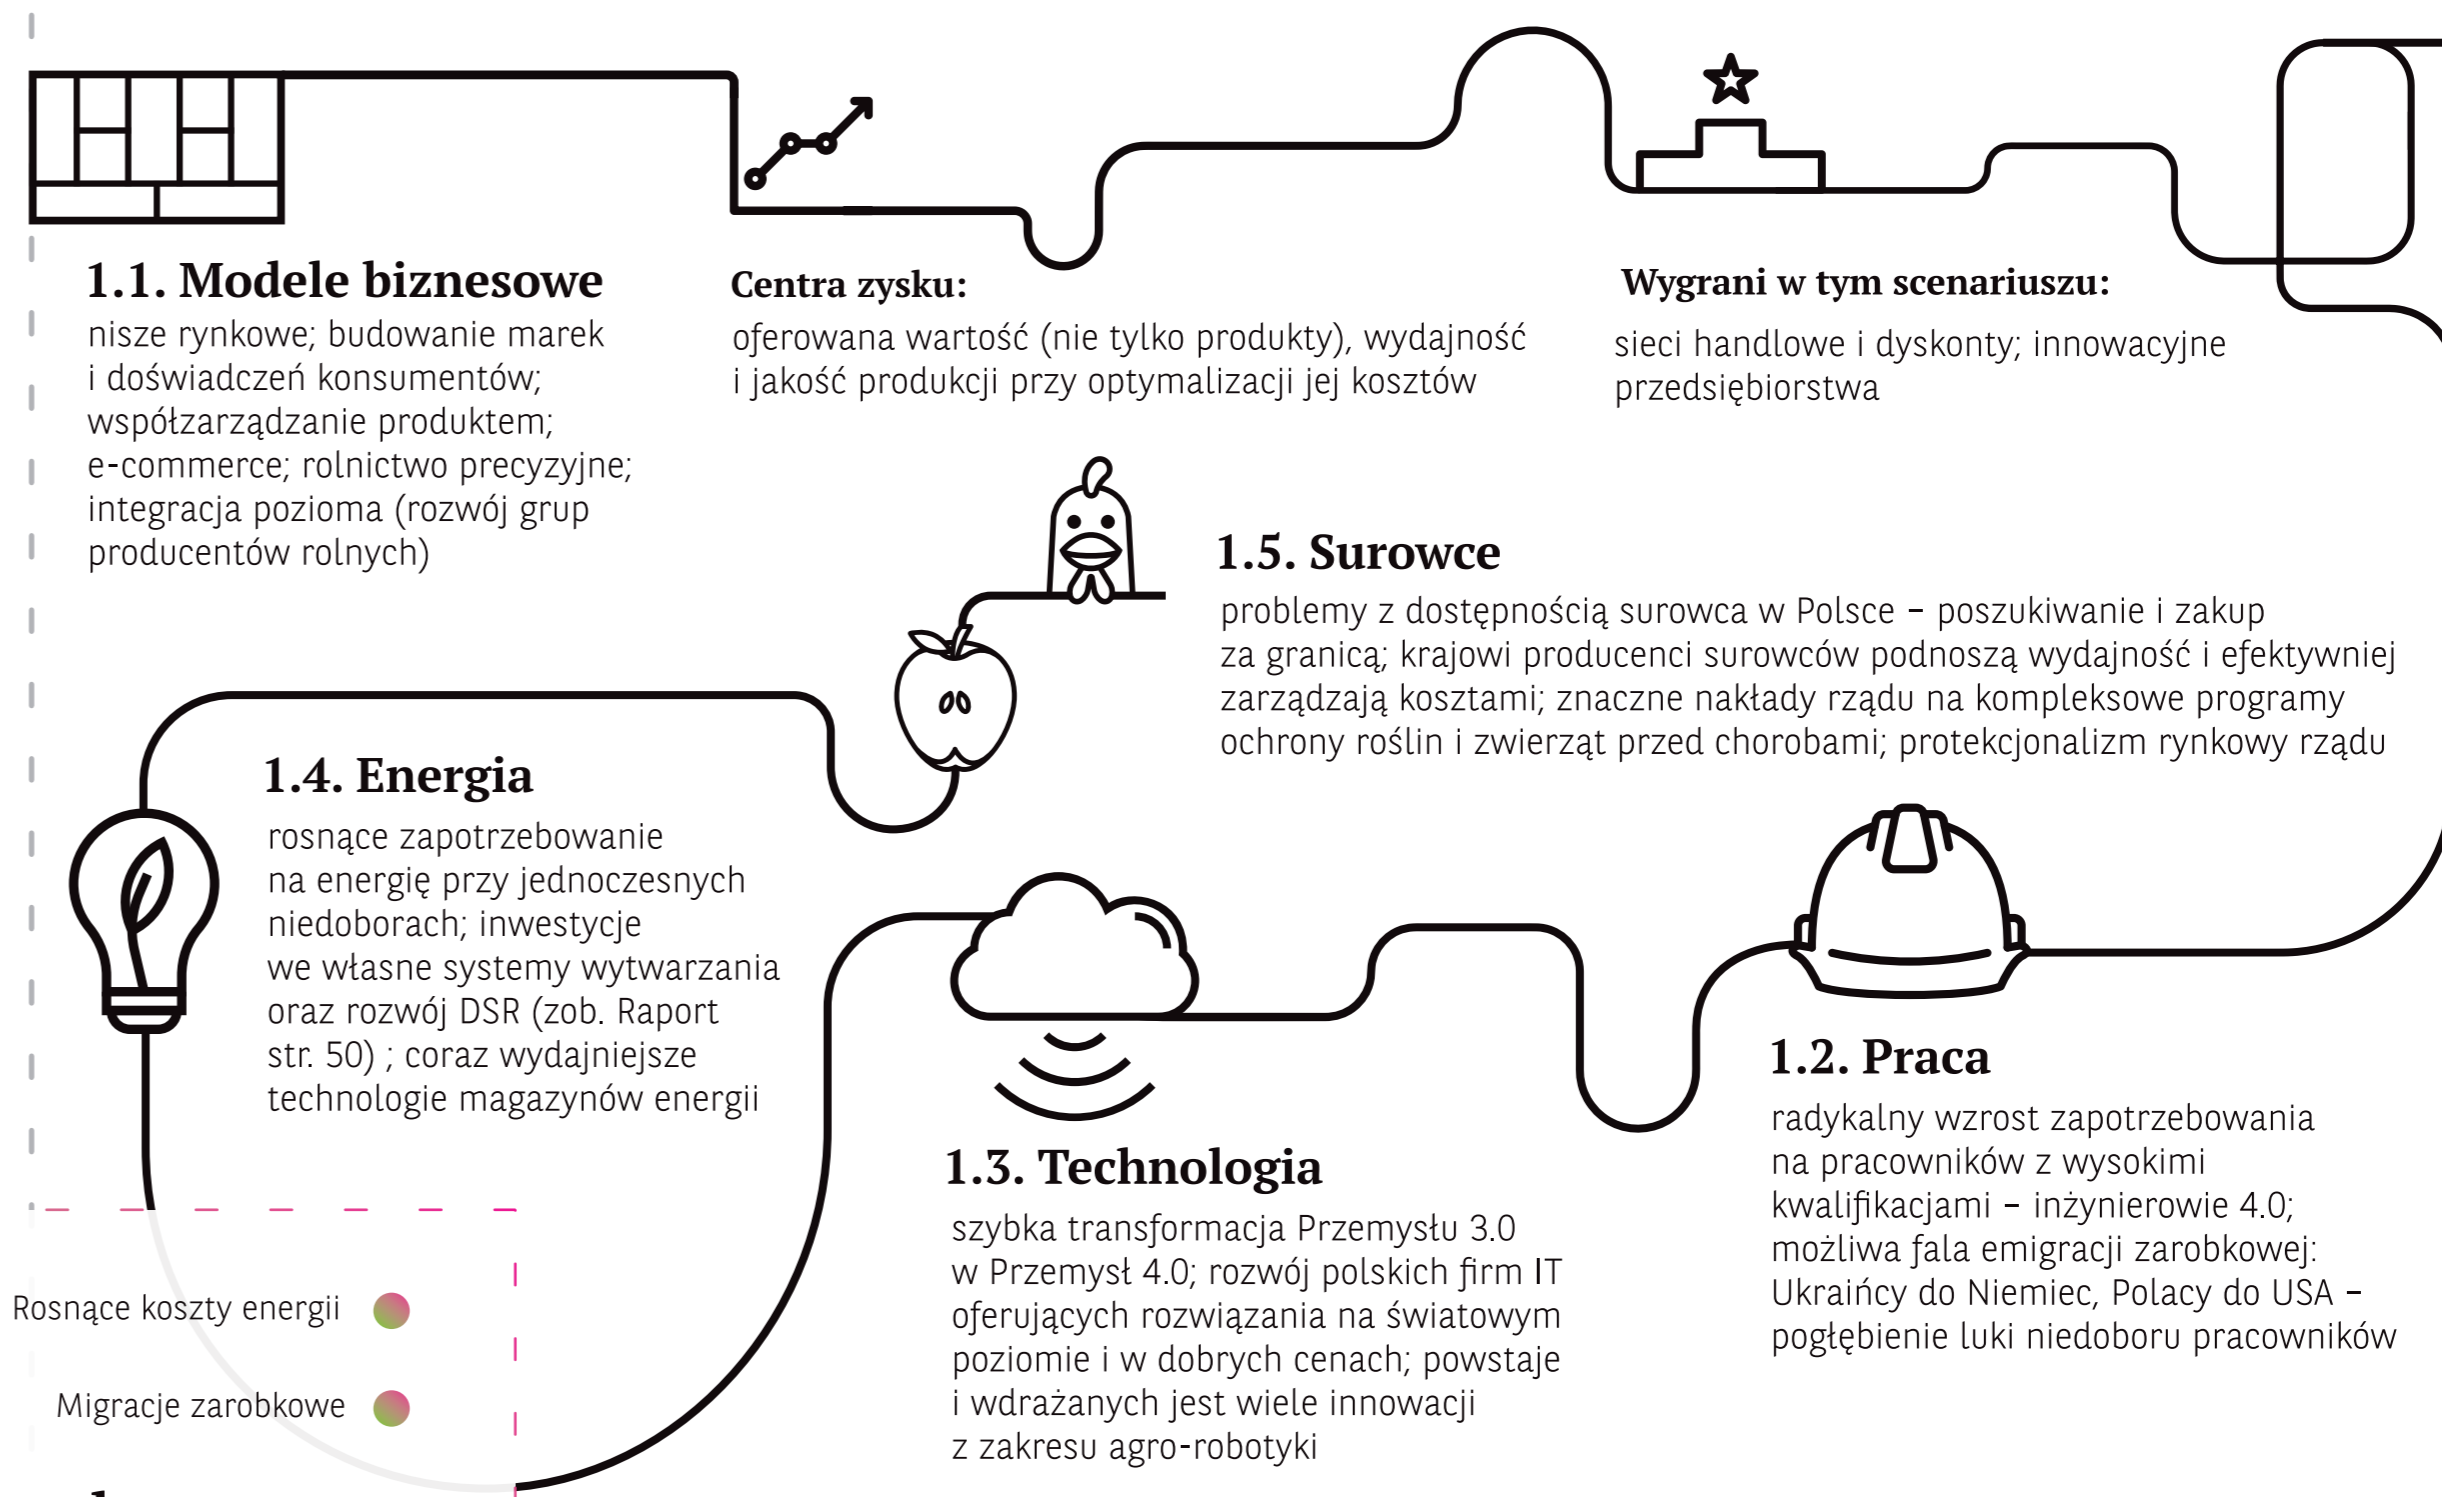 1.1. Modele biznesowe
nisze rynkowe; budowanie marek
i doświadczeń konsumentów;
współzarządzanie produktem;
e-commerce; rolnictwo precyzyjne;
integracja pozioma (rozwój grup
producentów rolnych)
Centra zysku:
oferowana wartość (nie tylko produkty), wydajność
i jakość produkcji przy optymalizacji jej kosztów
Wygrani w tym scenariuszu:
sieci handlowe i dyskonty; innowacyjne
przedsiębiorstwa
1.5. Surowce
problemy z dostępnością surowca w Polsce – poszukiwanie i zakup
za granicą; krajowi producenci surowców podnoszą wydajność i efektywniej
zarządzają kosztami; znaczne nakłady rządu na kompleksowe programy
ochrony roślin i zwierząt przed chorobami; protekcjonalizm rynkowy rządu
1.4. Energia
rosnące zapotrzebowanie
na energię przy jednoczesnych
niedoborach; inwestycje
we własne systemy wytwarzania
oraz rozwój DSR (zob. Raport
str. 50) ; coraz wydajniejsze
technologie magazynów energii
1.3. Technologia
szybka transformacja Przemysłu 3.0
w Przemysł 4.0; rozwój polskich firm IT
oferujących rozwiązania na światowym
poziomie i w dobrych cenach; powstaje
i wdrażanych jest wiele innowacji
z zakresu agro-robotyki
1.2. Praca
radykalny wzrost zapotrzebowania
na pracowników z wysokimi
kwalifikacjami – inżynierowie 4.0;
możliwa fala emigracji zarobkowej:
Ukraińcy do Niemiec, Polacy do USA –
pogłębienie luki niedoboru pracowników
Rosnące koszty energii
Migracje zarobkowe